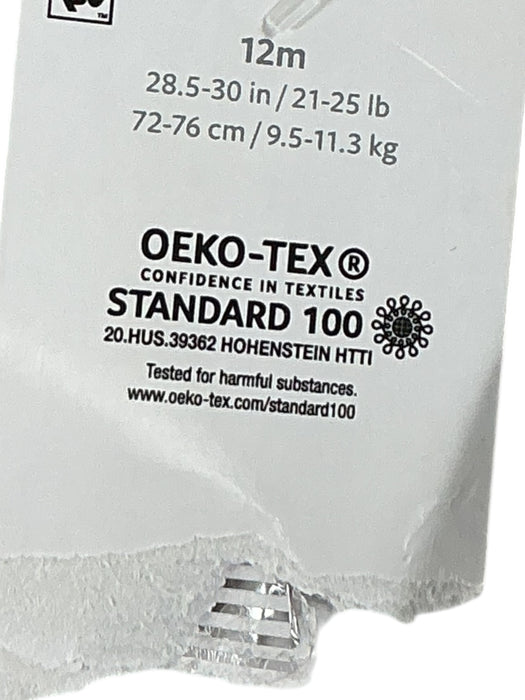 12m
28.5-30 in / 21-25 lb
72-76 cm / 9.5-11.3 kg
OEKO-TEX®
CONFIDENCE IN TEXTILES
STANDARD 100
20.HUS.39362 HOHENSTEIN HTTI
Tested for harmful substances.
www.oeko-tex.com/standard100